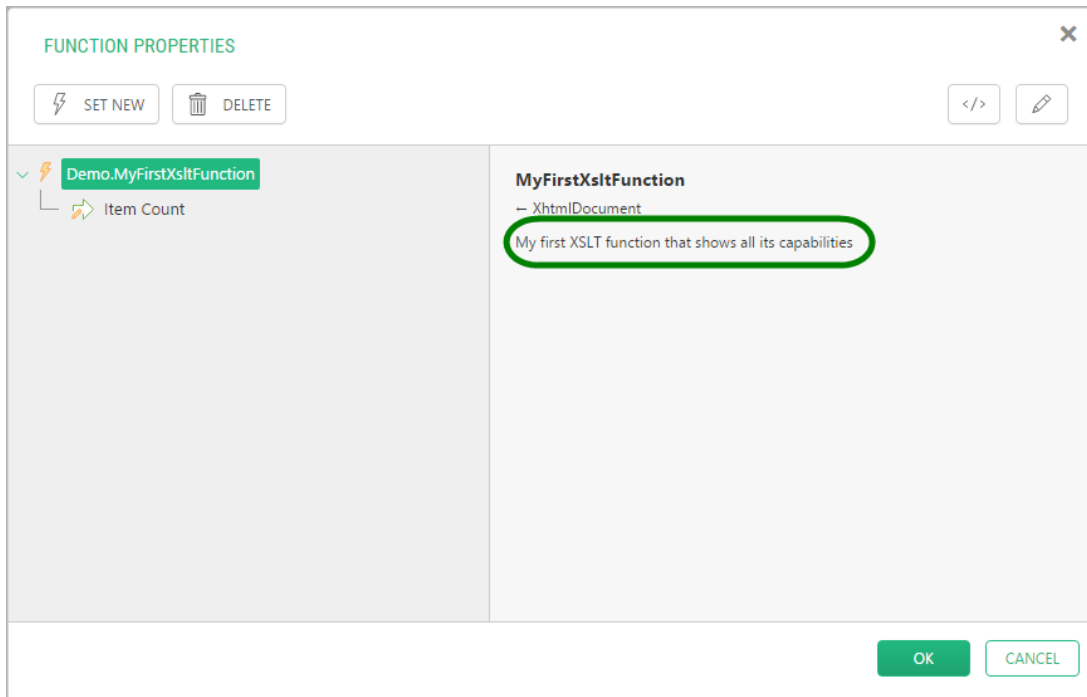 FUNCTION PROPERTIES
SET NEW
DELETE
</>
Demo.MyFirstXsltFunction
Item Count
MyFirstXsltFunction
← XhtmlDocument
My first XSLT function that shows all its capabilities
OK
CANCEL